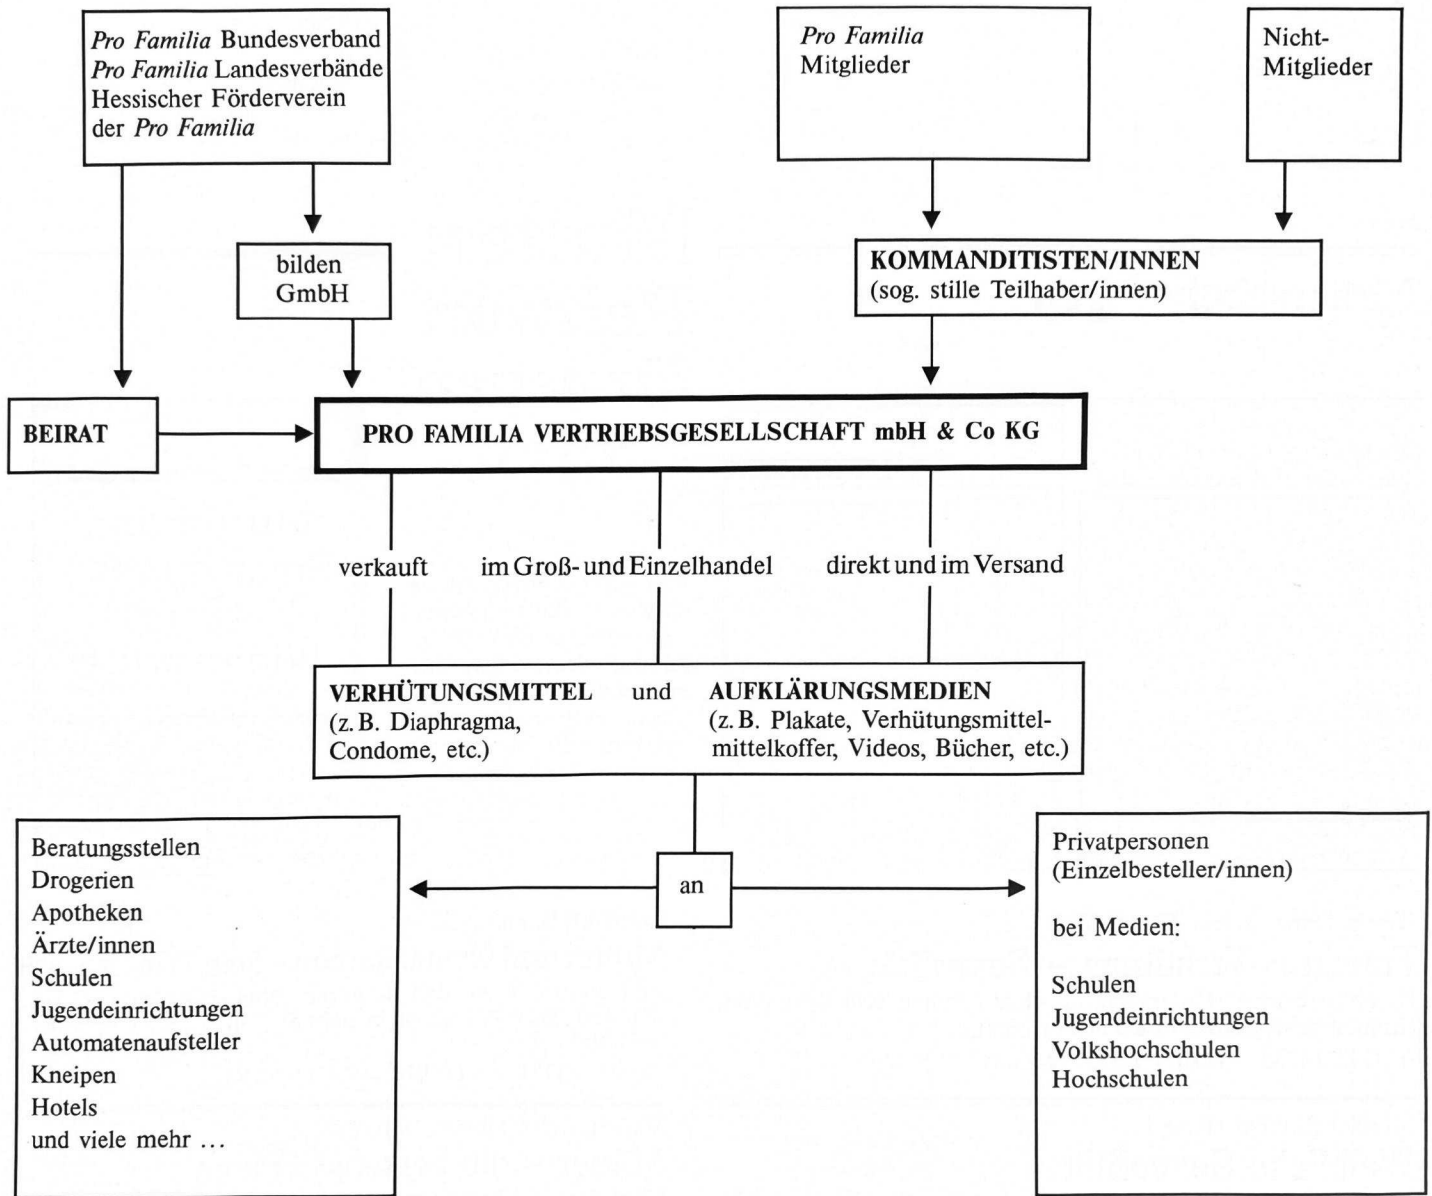 Pro Familia Bundesverband
Pro Familia Landesverbände
Hessischer Förderverein
der Pro Familia
Pro Familia
Mitglieder
Nicht-
Mitglieder
bilden
GmbH
KOMMANDITISTEN/INNEN
(sog. stille Teilhaber/innen)
BEIRAT
PRO FAMILIA VERTRIEBSGESELLSCHAFT mbH & Co KG
verkauft im Groß- und Einzelhandel direkt und im Versand
VERHÜTUNGSMITTEL und AUFKLÄRUNGSMEDIEN
(z. B. Diaphragma,
Condome, etc.)
(z. B. Plakate, Verhütungsmittel-
mittelkoffer, Videos, Bücher, etc.)
an
Beratungsstellen
Drogerien
Apotheken
Ärzte/innen
Schulen
Jugendeinrichtungen
Automatenaufsteller
Kneipen
Hotels
und viele mehr ...
Privatpersonen
(Einzelbesteller/innen)
bei Medien:
Schulen
Jugendeinrichtungen
Volkshochschulen
Hochschulen